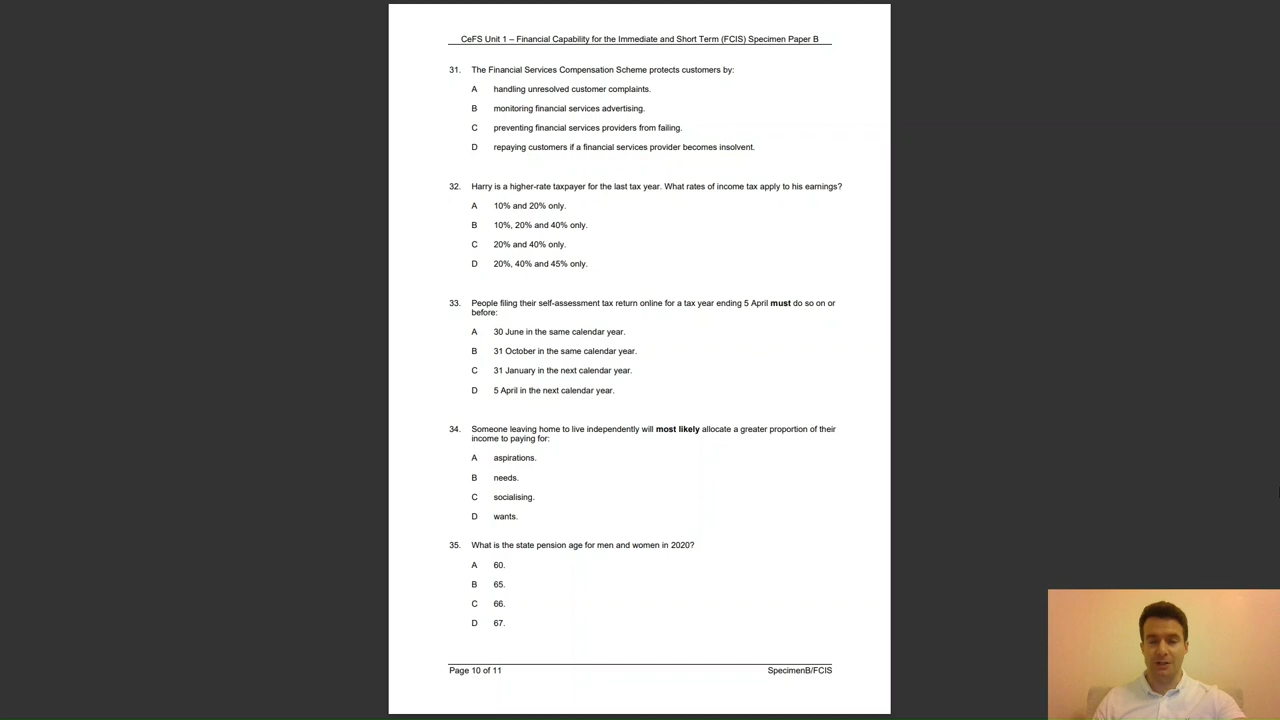 CeFS Unit 1 – Financial Capability for the Immediate and Short Term (FCIS) Specimen Paper B
31. The Financial Services Compensation Scheme protects customers by:
A handling unresolved customer complaints.
B monitoring financial services advertising.
C preventing financial services providers from failing.
D repaying customers if a financial services provider becomes insolvent.
32. Harry is a higher-rate taxpayer for the last tax year. What rates of income tax apply to his earnings?
A 10% and 20% only.
B 10%, 20% and 40% only.
C 20% and 40% only.
D 20%, 40% and 45% only.
33. People filing their self-assessment tax return online for a tax year ending 5 April must do so on or
before:
A 30 June in the same calendar year.
B 31 October in the same calendar year.
C 31 January in the next calendar year.
D 5 April in the next calendar year.
34. Someone leaving home to live independently will most likely allocate a greater proportion of their
income to paying for:
A aspirations.
B needs.
C socialising.
D wants.
35. What is the state pension age for men and women in 2020?
A 60.
B 65.
C 66.
D 67.
Page 10 of 11 SpecimenB/FCIS